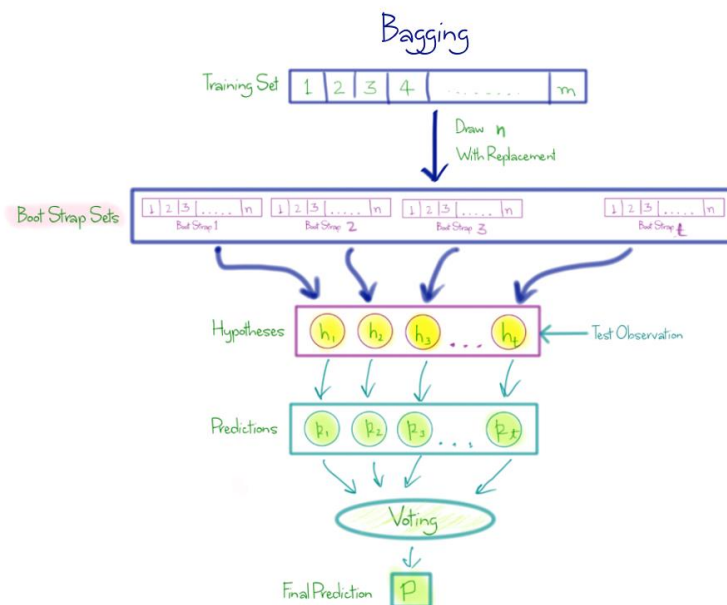 Bagging
Training Set 1 2 3 4 ........ m
Draw n
With Replacement
Boot Strap Sets
1 2 3 ..... n 1 2 3 ..... n 1 2 3 ..... n 1 2 3 ..... n
Boot Strap 1 Boot Strap 2 Boot Strap 3 Boot Strap t
Hypotheses h1 h2 h3 ... ht Test Observation
Predictions p1 p2 p3 ... pt
Voting
Final Prediction P